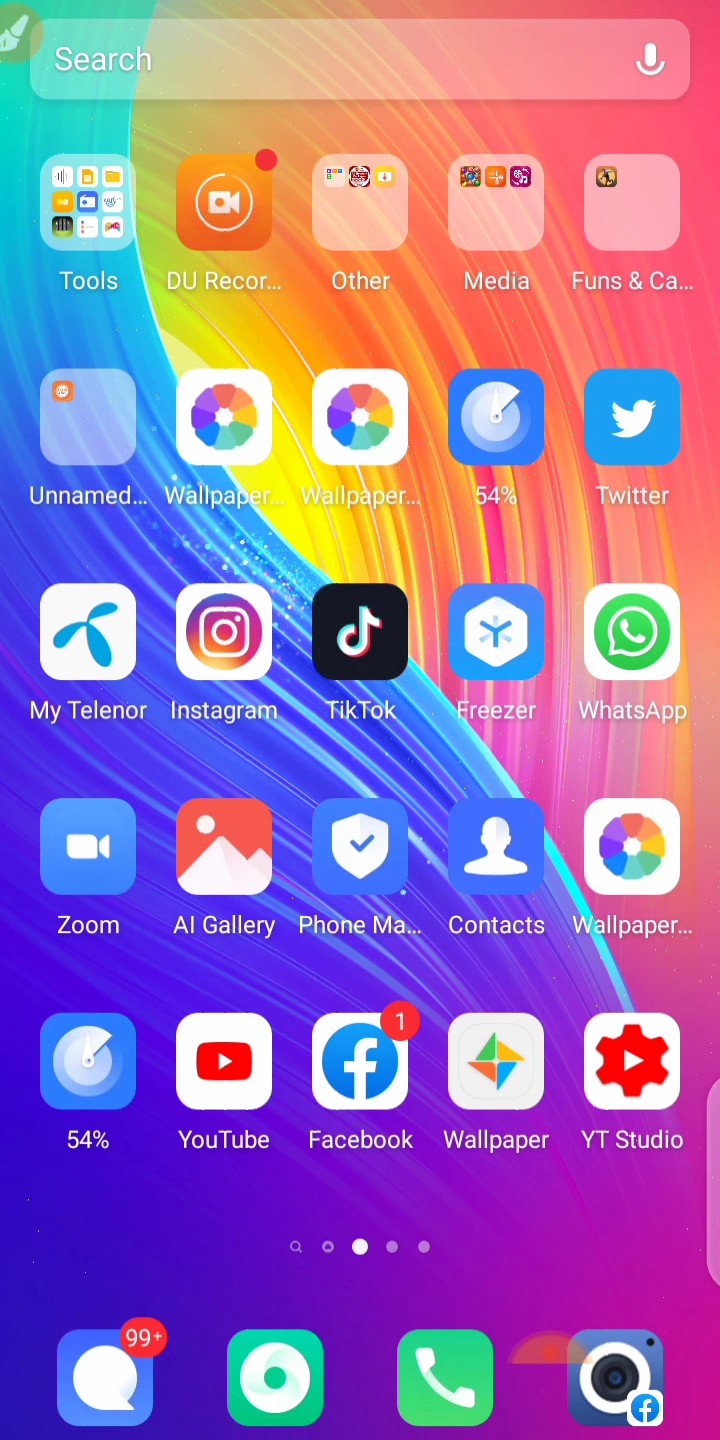 Search
Tools
DU Recor...
Other
Media
Funs & Ca...
Unnamed...
Wallpaper...
Wallpaper...
54%
Twitter
My Telenor
Instagram
TikTok
Freezer
WhatsApp
Zoom
AI Gallery
Phone Ma...
Contacts
Wallpaper...
1
54%
YouTube
Facebook
Wallpaper
YT Studio
99+